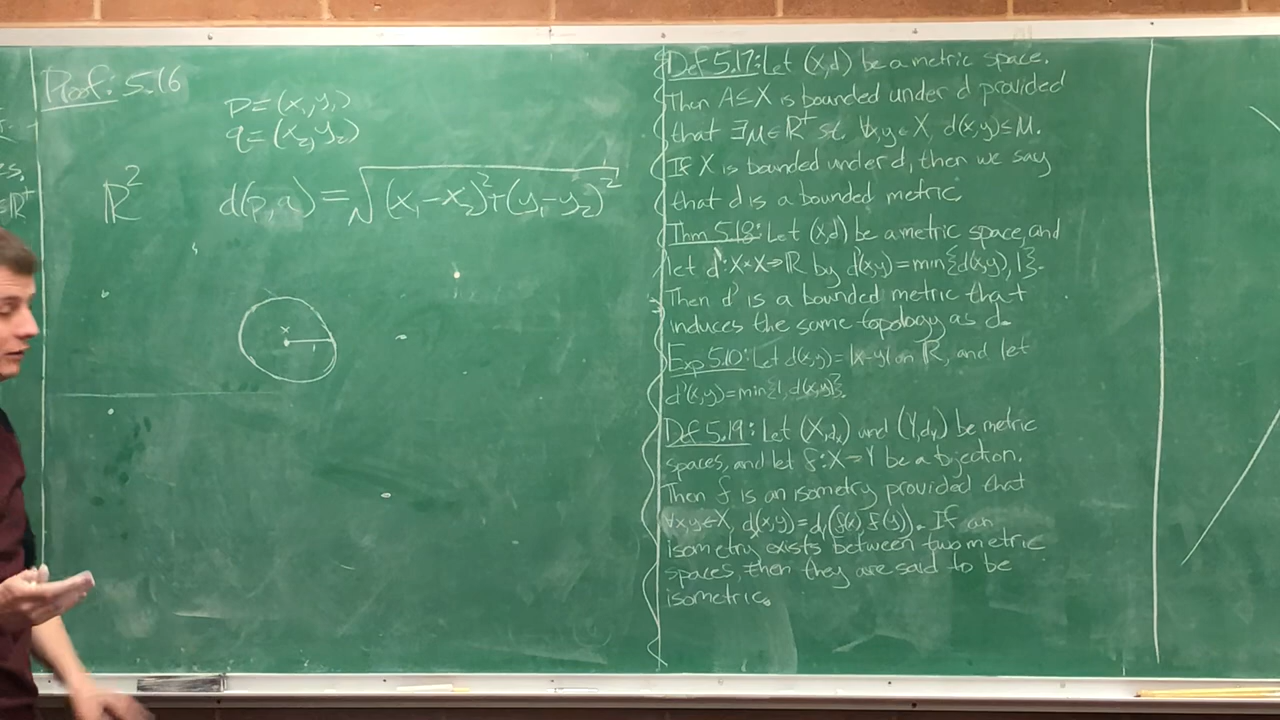 es,
∈ℝ⁺
Proof: 5.16
p=(x₁,y₁)
q=(x₂,y₂)
ℝ²
d(p,q)=√(x₁-x₂)²+(y₁-y₂)²
x
1
Def 5.17: Let (X,d) be a metric space.
Then A⊆X is bounded under d provided
that ∃M∈ℝ⁺ st. ∀x,y∈X, d(x,y)≤M.
If X is bounded under d, then we say
that d is a bounded metric.
Thm 5.18: Let (X,d) be a metric space, and
let d':X×X→ℝ by d'(x,y)=min{d(x,y),1}.
Then d' is a bounded metric that
induces the same topology as d.
Exp 5.10: Let d(x,y)=|x-y| on ℝ, and let
d'(x,y)=min{1,d(x,y)}.
Def 5.19: Let (X,dₓ) and (Y,dᵧ) be metric
spaces, and let f:X→Y be a bijection.
Then f is an isometry provided that
∀x,y∈X, dₓ(x,y)=dᵧ(f(x),f(y)). If an
isometry exists between two metric
spaces, then they are said to be
isometric.